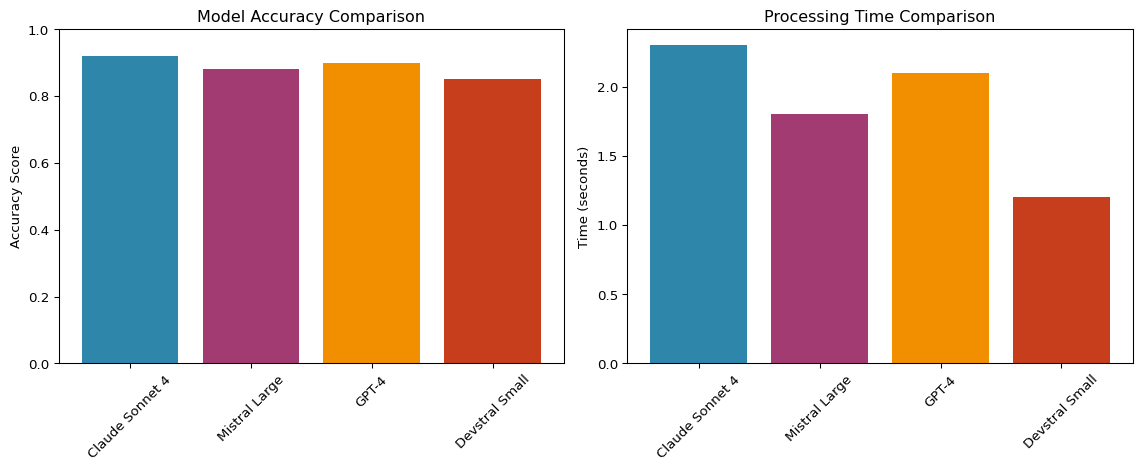 Model Accuracy Comparison
Accuracy Score
1.0
0.8
0.6
0.4
0.2
0.0
Claude Sonnet 4
Mistral Large
GPT-4
Devstral Small
Processing Time Comparison
Time (seconds)
2.0
1.5
1.0
0.5
0.0
Claude Sonnet 4
Mistral Large
GPT-4
Devstral Small